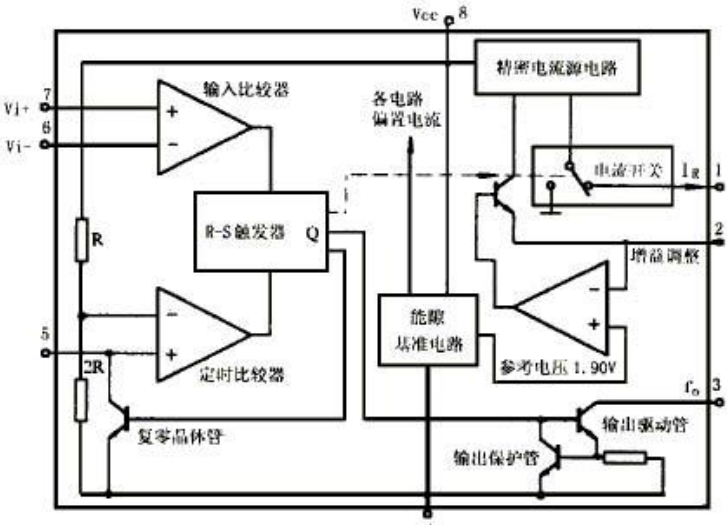 Vcc 8
精密电流源电路
7
输入比较器
各电路
偏置电流
Vj+
6
Vi-
电流开关
IR
1
2
R-S触发器 Q
R
增益调整
能隙
基准电路
5
2R
定时比较器
参考电压1.90V
fo
3
复零晶体管
输出驱动管
输出保护管